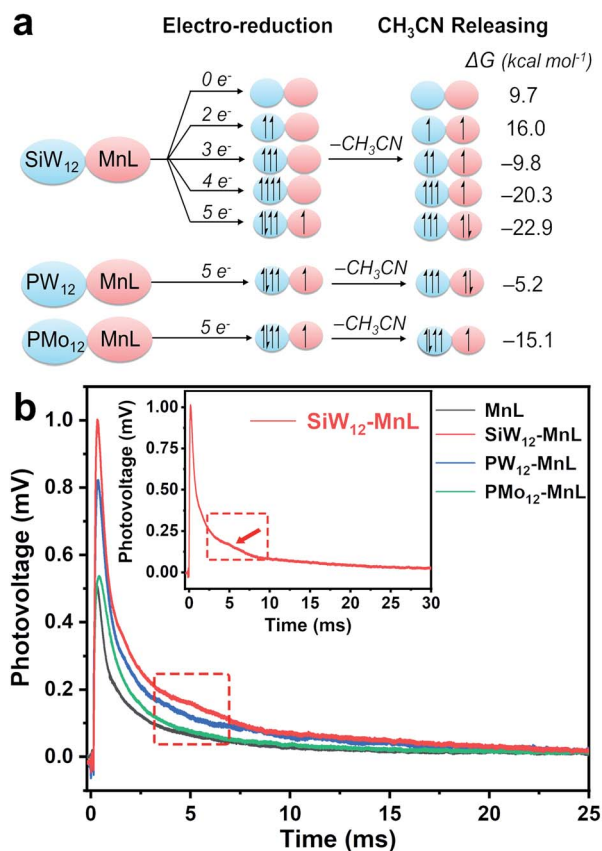 a
Electro-reduction CH₃CN Releasing
ΔG (kcal mol⁻¹)
0 e⁻ 9.7
2 e⁻ 16.0
SiW₁₂ MnL 3 e⁻ –CH₃CN –9.8
4 e⁻ –20.3
5 e⁻ –22.9
PW₁₂ MnL 5 e⁻ –CH₃CN –5.2
PMo₁₂ MnL 5 e⁻ –CH₃CN –15.1
b
Photovoltage (mV)
1.0
0.8
0.6
0.4
0.2
0.0
0 5 10 15 20 25
Time (ms)
Photovoltage (mV)
1.00
0.75
0.50
0.25
0.00
0 5 10 15 20 25 30
Time (ms)
SiW₁₂-MnL
MnL
SiW₁₂-MnL
PW₁₂-MnL
PMo₁₂-MnL